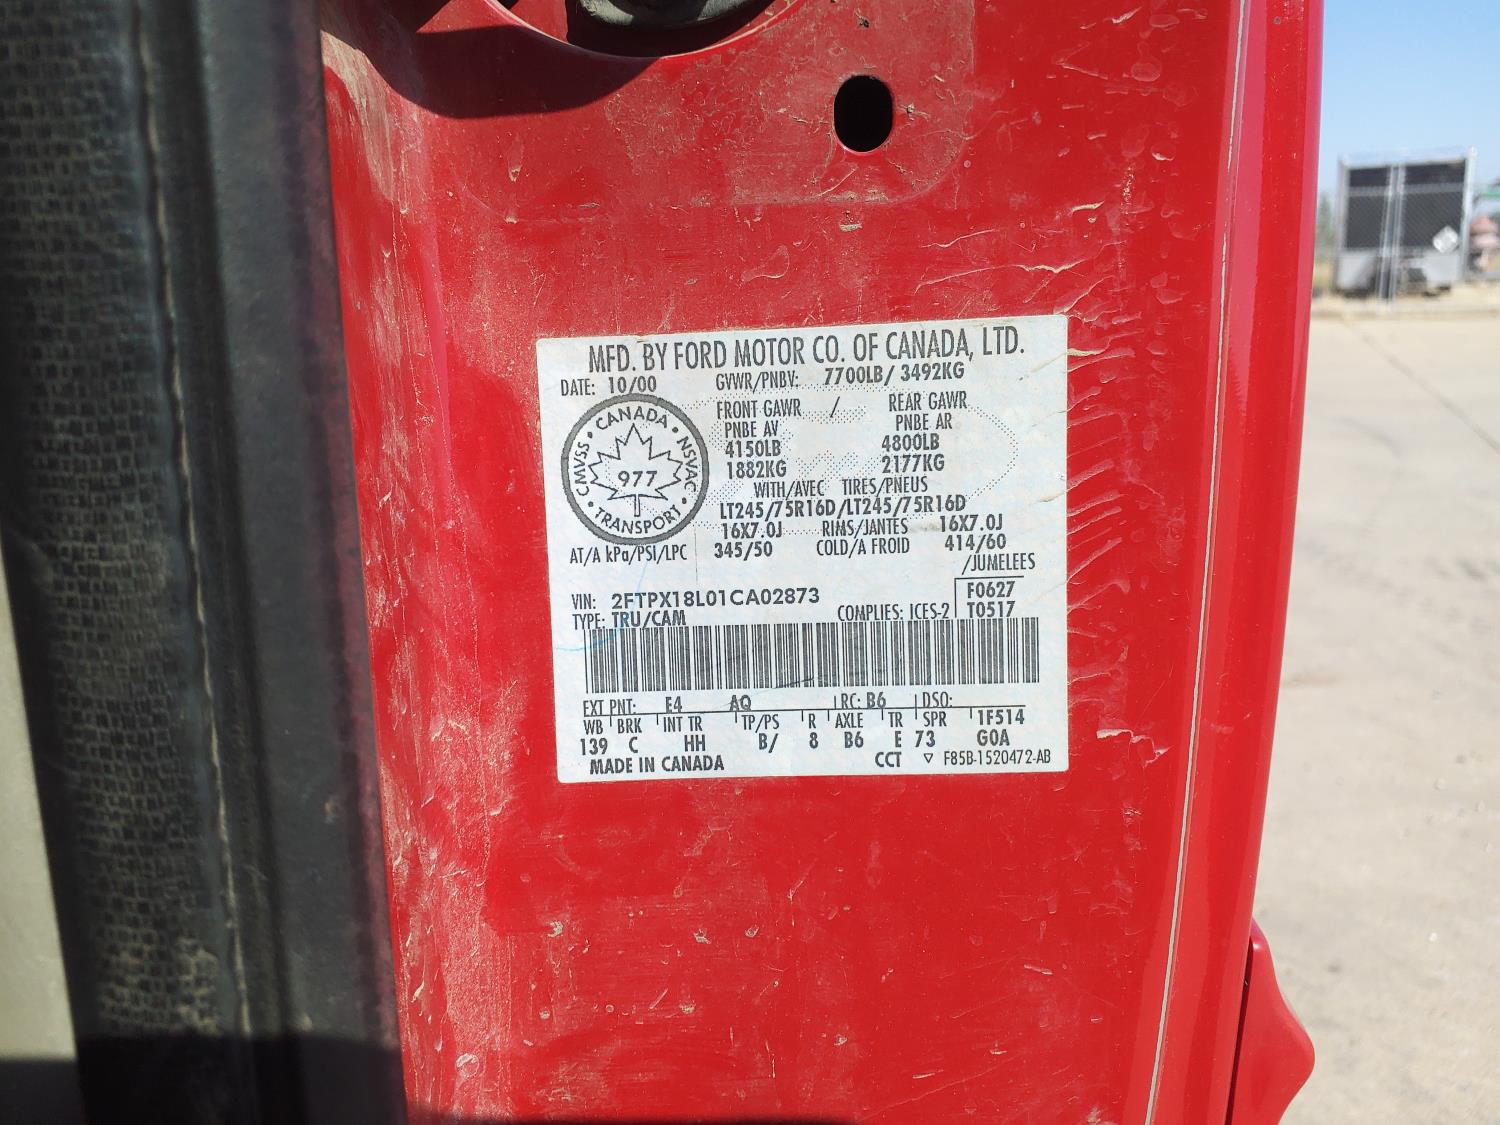 MFD. BY FORD MOTOR CO. OF CANADA, LTD.
DATE: 10/00 GVWR/PNBV: 7700LB/ 3492KG
FRONT GAWR / REAR GAWR
PNBE AV PNBE AR
4150LB 4800LB
1882KG 2177KG
WITH/AVEC TIRES/PNEUS
LT245/75R16D/LT245/75R16D
16X7.0J RIMS/JANTES 16X7.0J
AT/A kPa/PSI/LPC 345/50 COLD/A FROID 414/60
/JUMELEES
CANADA • NSVAC • TRANSPORT • CMVSS •
977
VIN: 2FTPX18L01CA02873 F0627
TYPE: TRU/CAM COMPLIES: ICES-2 T0517
EXT PNT: E4 AQ RC: B6 DSO:
WB BRK INT TR TP/PS R AXLE TR SPR 1F514
139 C HH B/ 8 B6 E 73 GOA
MADE IN CANADA CCT ▽ F85B-1520472-AB